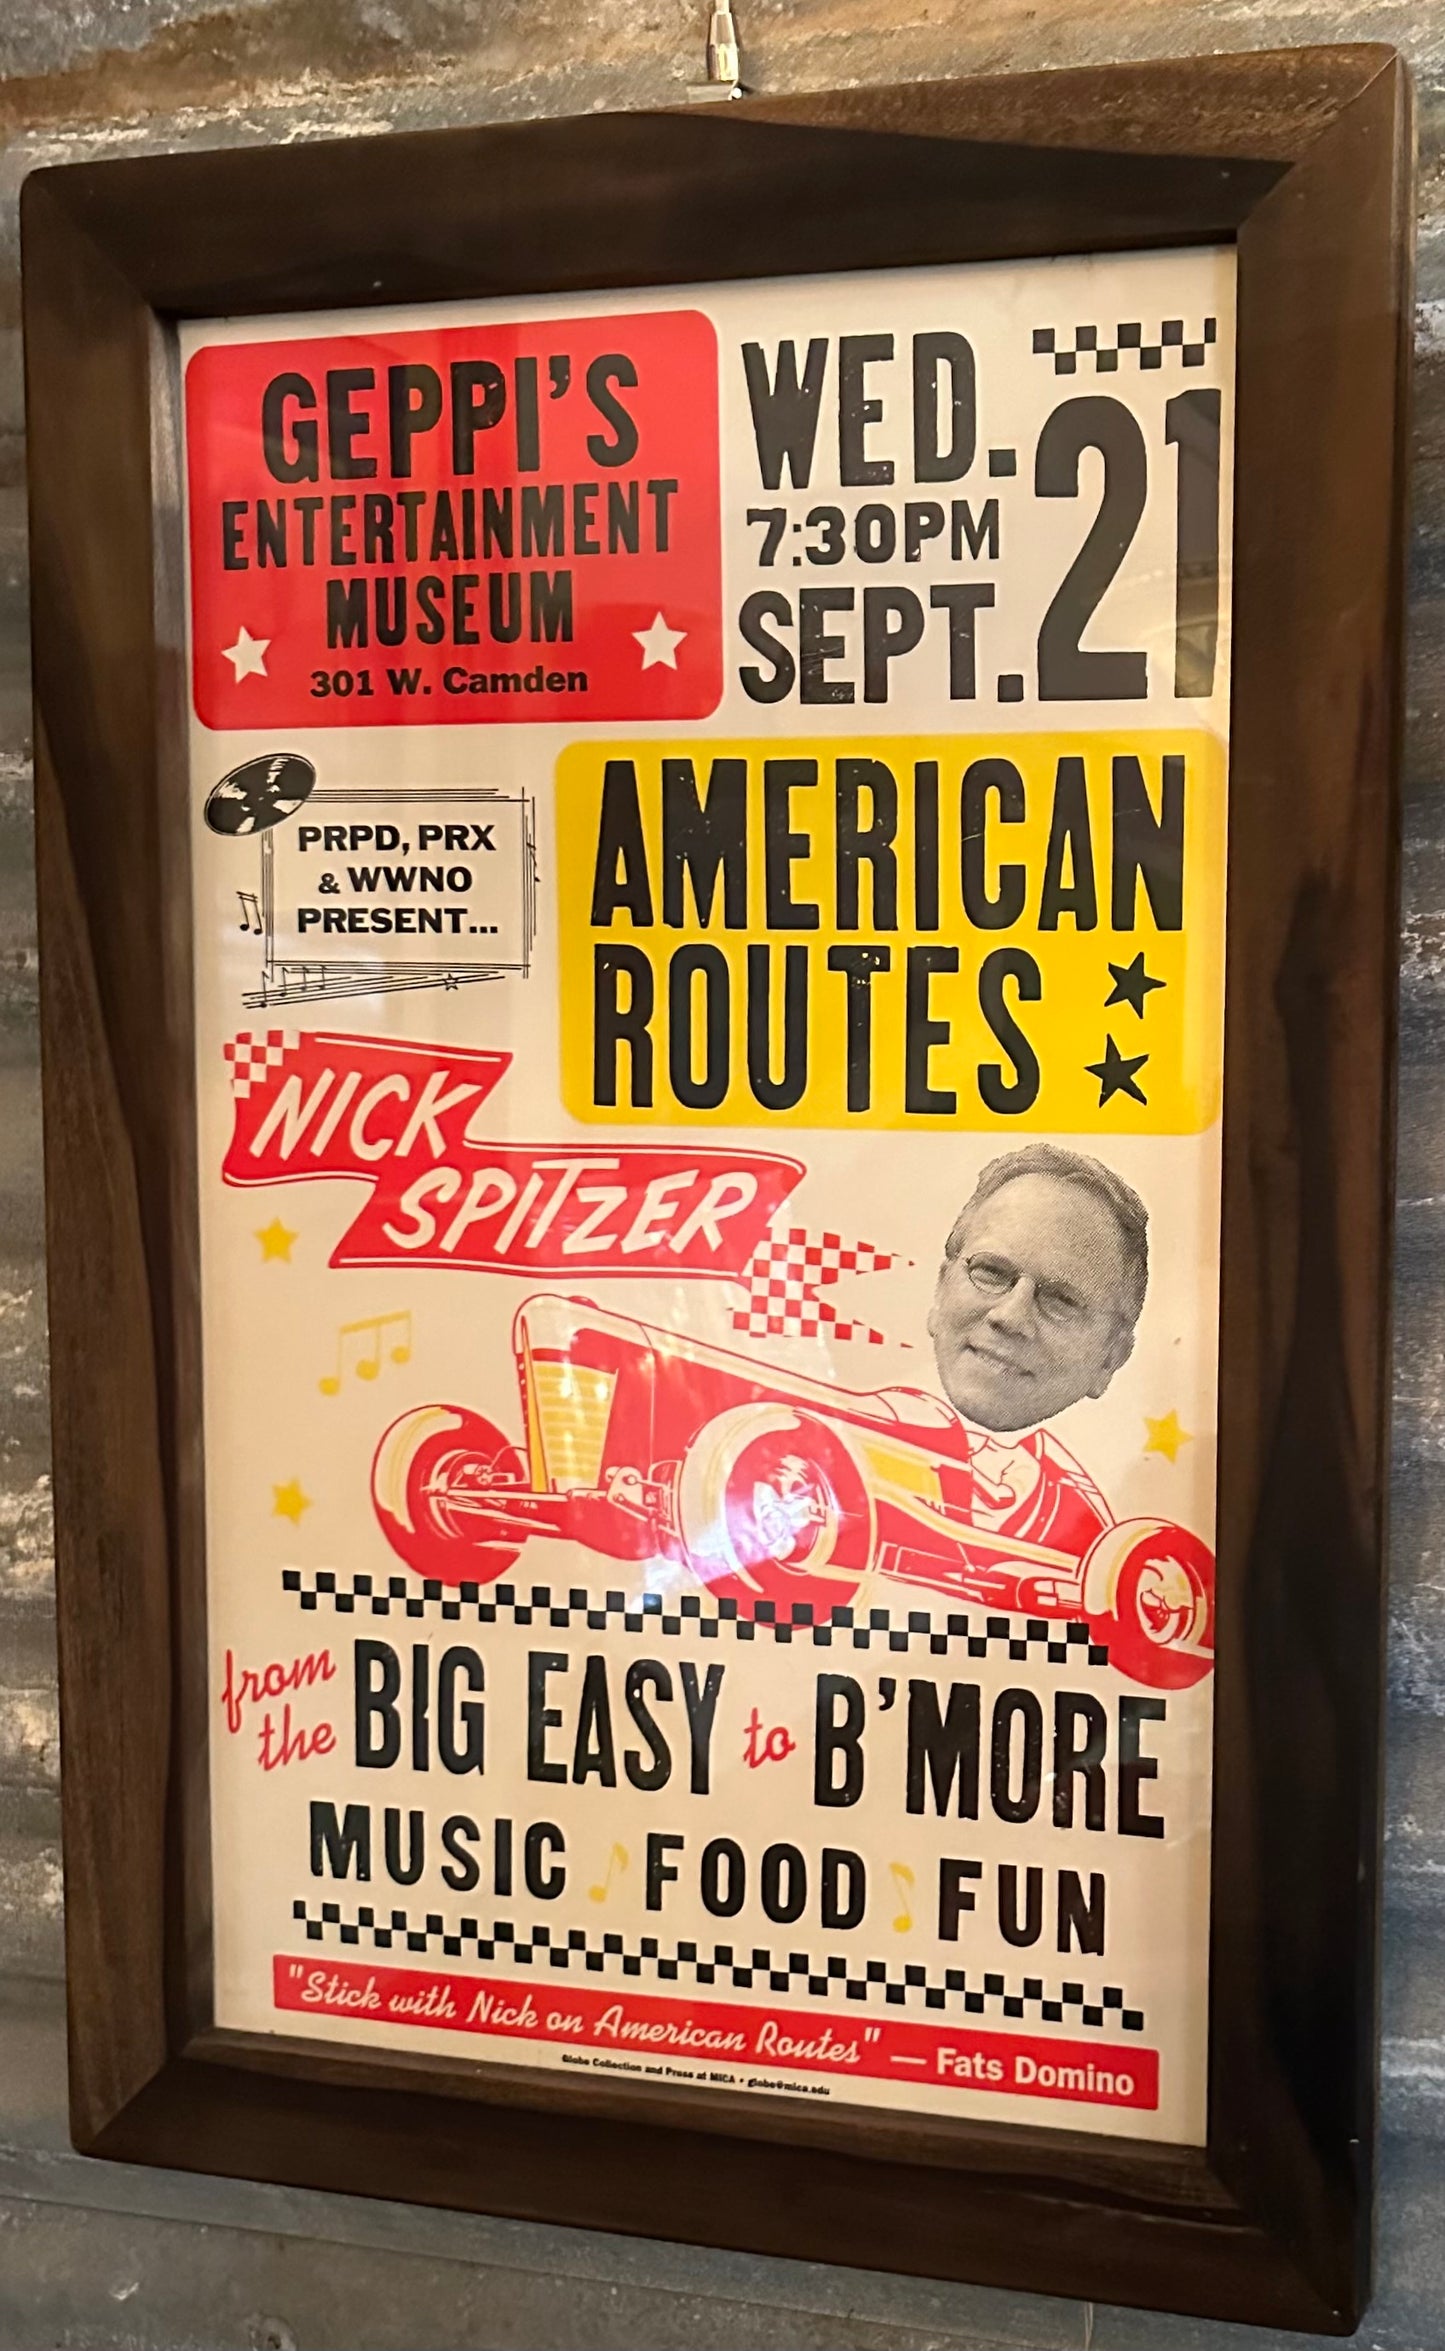 GEPPI'S
ENTERTAINMENT
MUSEUM
301 W. Camden
WED.
7:30PM
SEPT.
21
PRPD, PRX
& WWNO
PRESENT...
AMERICAN
ROUTES
NICK
SPITZER
from
the BIG EASY to B'MORE
MUSIC FOOD FUN
"Stick with Nick on American Routes" — Fats Domino
Globe Collection and Press at MICA • globe@mica.edu